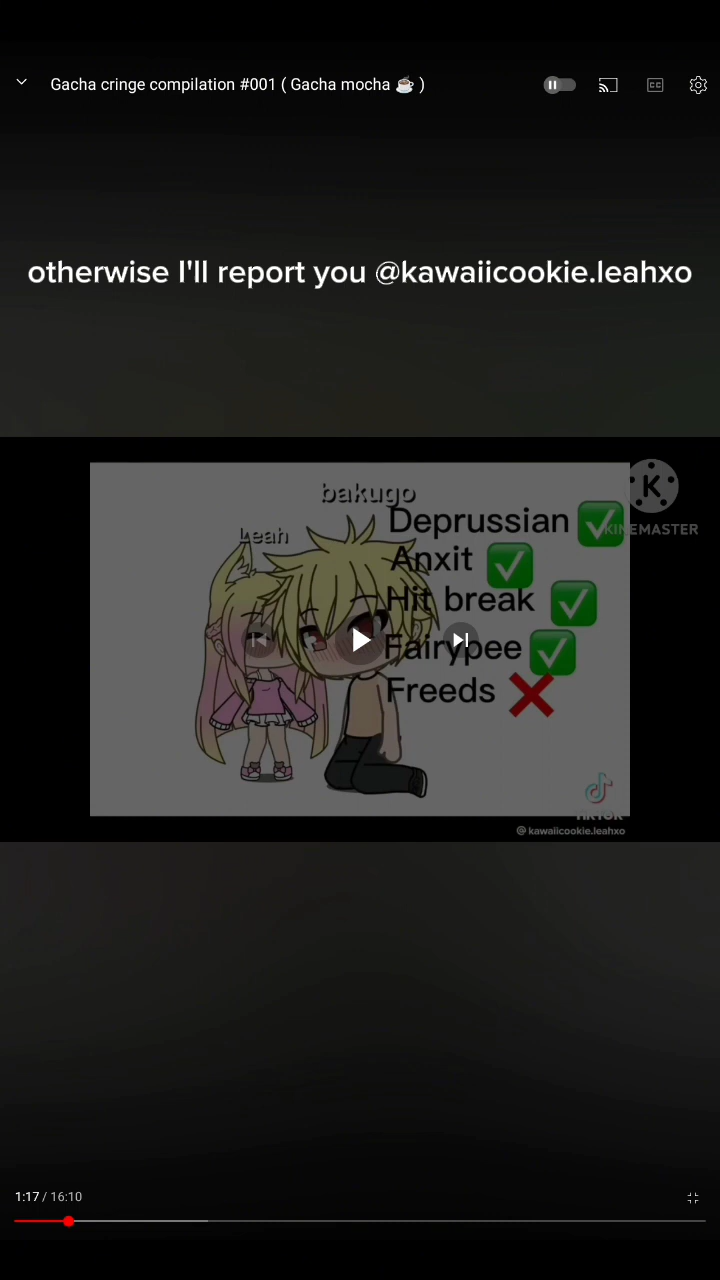 Gacha cringe compilation #001 ( Gacha mocha ☕ )
CC
otherwise I'll report you @kawaiicookie.leahxo
bakugo
Leah
Deprussian ✅
Anxit ✅
Hit break ✅
Fairypee ✅
Freeds ❌
K
KINEMASTER
TikTok
@kawaiicookie.leahxo
1:17 / 16:10